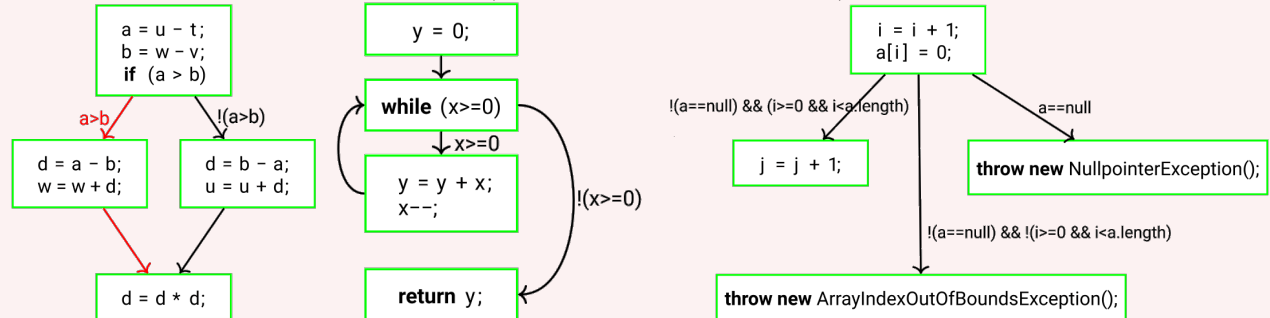 a = u - t;
b = w - v;
if (a > b)
a>b
!(a>b)
d = a - b;
w = w + d;
d = b - a;
u = u + d;
d = d * d;
y = 0;
while (x>=0)
x>=0
y = y + x;
x--;
!(x>=0)
return y;
i = i + 1;
a[i] = 0;
!(a==null) && (i>=0 && i<a.length)
a==null
j = j + 1;
throw new NullpointerException();
!(a==null) && !(i>=0 && i<a.length)
throw new ArrayIndexOutOfBoundsException();